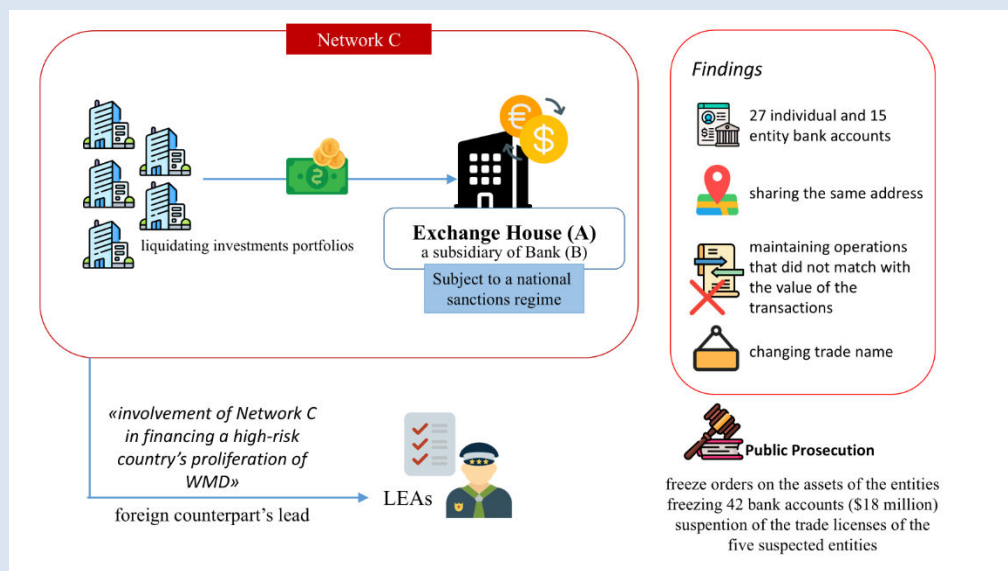 Network C
liquidating investments portfolios
Exchange House (A)
a subsidiary of Bank (B)
Subject to a national
sanctions regime
«involvement of Network C
in financing a high-risk
country's proliferation of
WMD»
foreign counterpart's lead
LEAs
Findings
27 individual and 15
entity bank accounts
sharing the same address
maintaining operations
that did not match with
the value of the
transactions
changing trade name
Public Prosecution
freeze orders on the assets of the entities
freezing 42 bank accounts ($18 million)
suspention of the trade licenses of the
five suspected entities